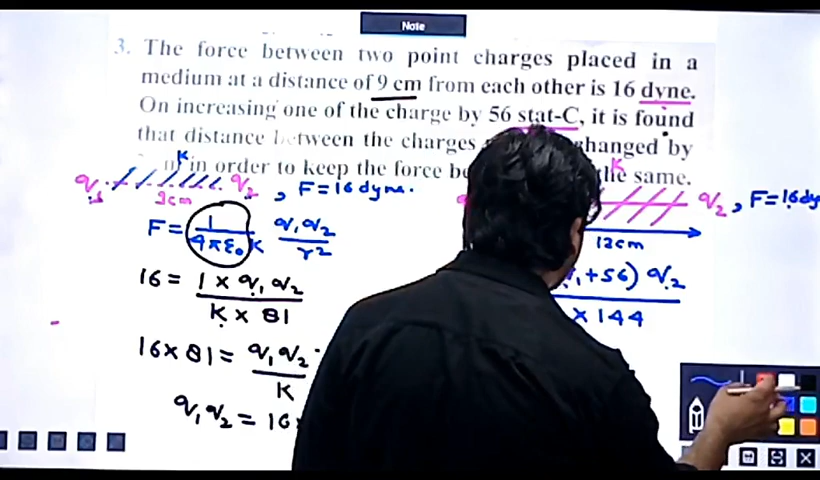 Note
3. The force between two point charges placed in a
medium at a distance of 9 cm from each other is 16 dyne.
On increasing one of the charge by 56 stat-C, it is found
that distance between the charges changed by
in order to keep the force the same.
q₁ K q₂ , F=16 dyne.
9cm
K q₂ , F=16dy
12cm
F = 1/4πε₀K q₁q₂/r²
16 = 1 × q₁q₂ / K × 81
+56) q₂ / × 144
16 × 81 = q₁q₂ / K
q₁q₂ = 16